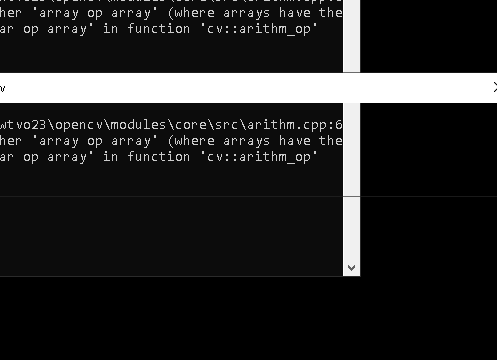 her 'array op array' (where arrays have the
ar op array' in function 'cv::arithm_op'
v
wtvo23\opencv\modules\core\src\arithm.cpp:6
her 'array op array' (where arrays have the
ar op array' in function 'cv::arithm_op'